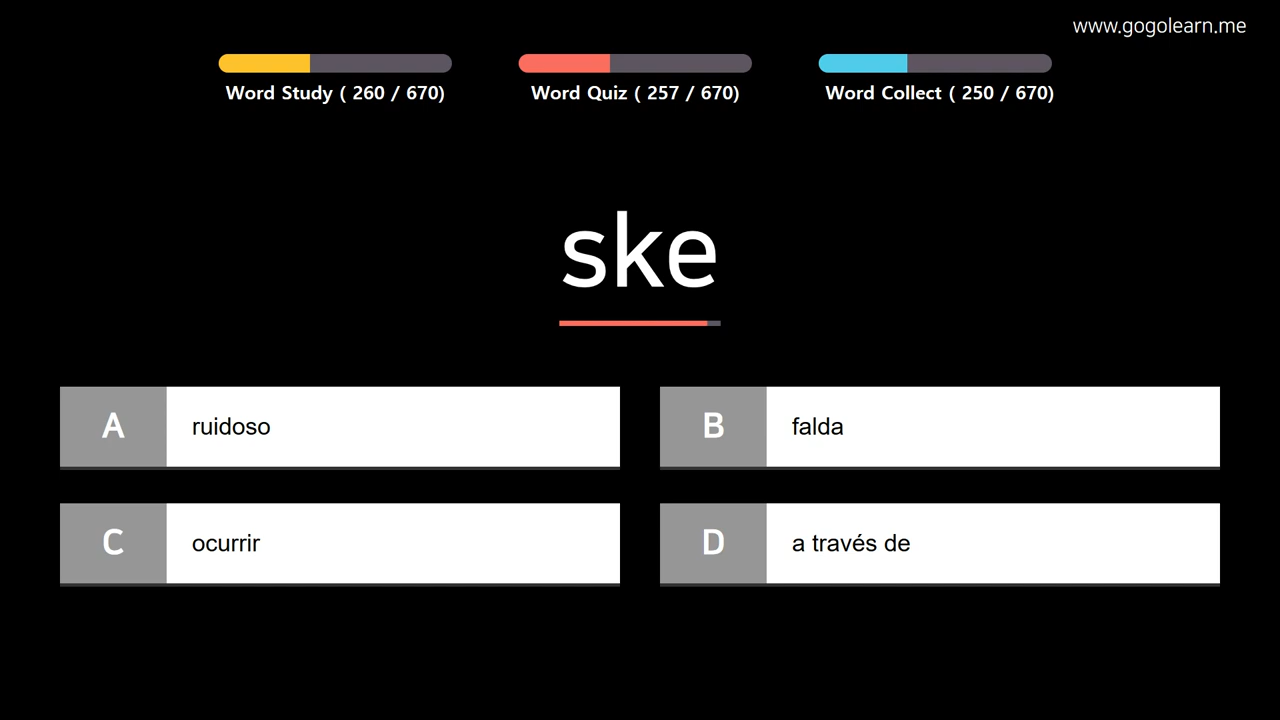 www.gogolearn.me
Word Study ( 260 / 670)
Word Quiz ( 257 / 670)
Word Collect ( 250 / 670)
ske
A ruidoso
B falda
C ocurrir
D a través de